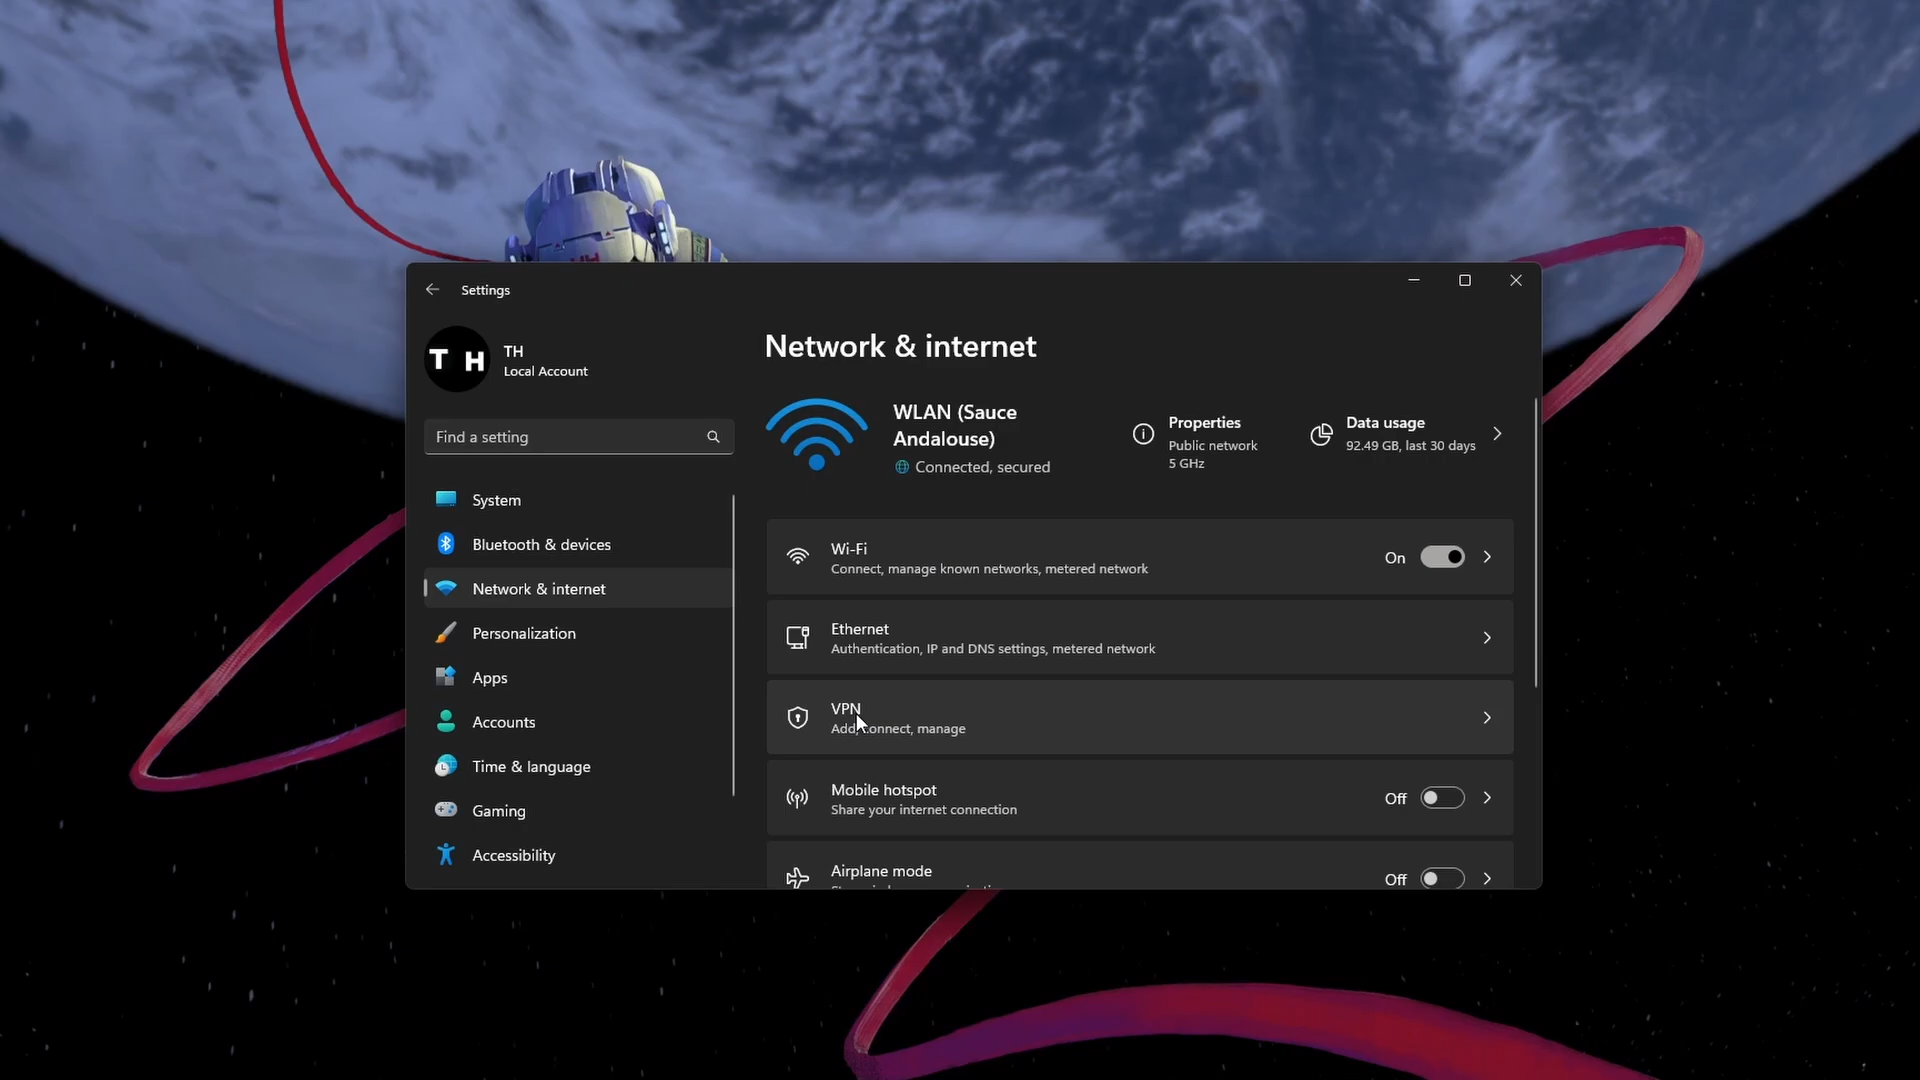 Settings
T H
TH
Local Account
Find a setting
System
Bluetooth & devices
Network & internet
Personalization
Apps
Accounts
Time & language
Gaming
Accessibility
Network & internet
WLAN (Sauce
Andalouse)
Connected, secured
Properties
Public network
5 GHz
Data usage
92.49 GB, last 30 days
Wi-Fi
Connect, manage known networks, metered network
On
Ethernet
Authentication, IP and DNS settings, metered network
VPN
Add, connect, manage
Mobile hotspot
Share your internet connection
Off
Airplane mode
Off